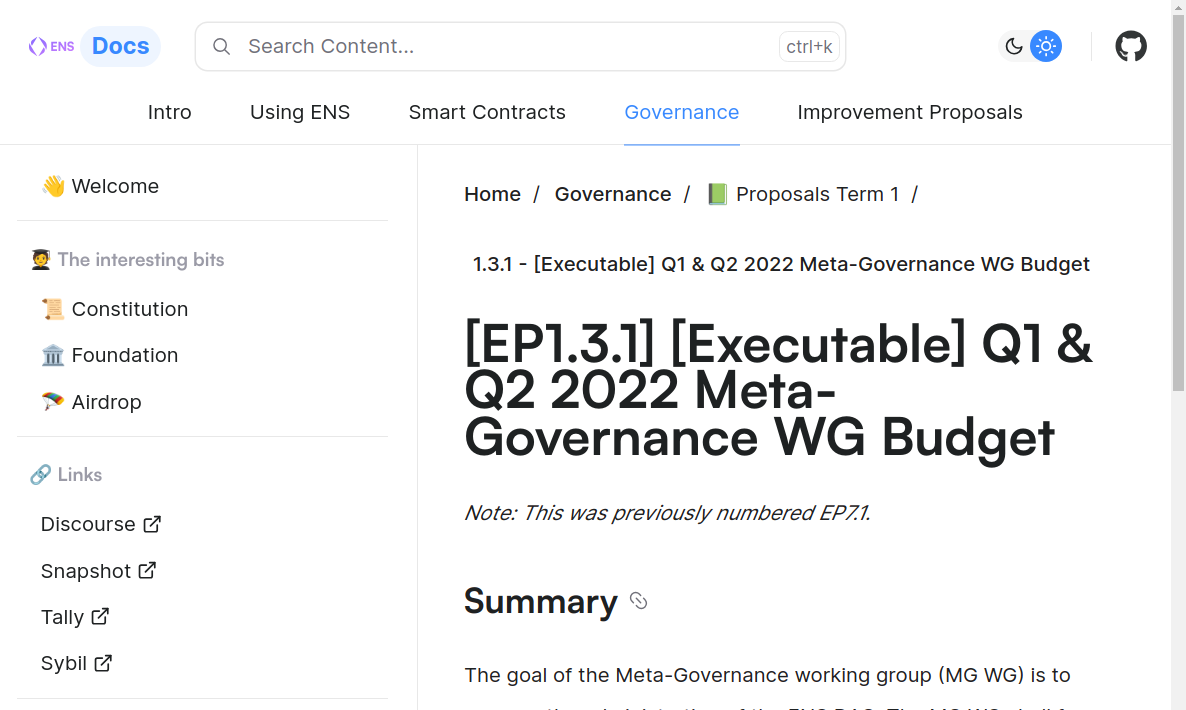 ENS Docs
Search Content...
ctrl+k
Intro
Using ENS
Smart Contracts
Governance
Improvement Proposals
👋 Welcome
🧑‍🎓 The interesting bits
📜 Constitution
🏛️ Foundation
🪂 Airdrop
🔗 Links
Discourse
Snapshot
Tally
Sybil
Home / Governance / 📗 Proposals Term 1 /
1.3.1 - [Executable] Q1 & Q2 2022 Meta-Governance WG Budget
[EP1.3.1] [Executable] Q1 &
Q2 2022 Meta-
Governance WG Budget
Note: This was previously numbered EP7.1.
Summary
The goal of the Meta-Governance working group (MG WG) is to